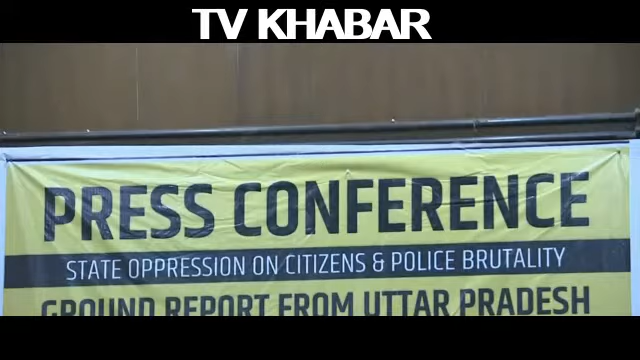 TV KHABAR
PRESS CONFERENCE
STATE OPPRESSION ON CITIZENS & POLICE BRUTALITY
GROUND REPORT FROM UTTAR PRADESH